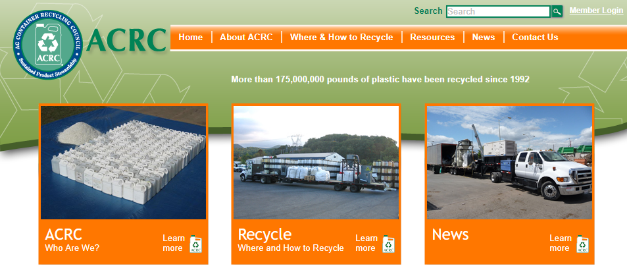 Search Search Member Login
AG CONTAINER RECYCLING COUNCIL
ACRC
Sustained Product Stewardship
ACRC
Home About ACRC Where & How to Recycle Resources News Contact Us
More than 175,000,000 pounds of plastic have been recycled since 1992
ACRC
Who Are We?
Learn
more
Recycle
Where and How to Recycle
Learn
more
News
Learn
more